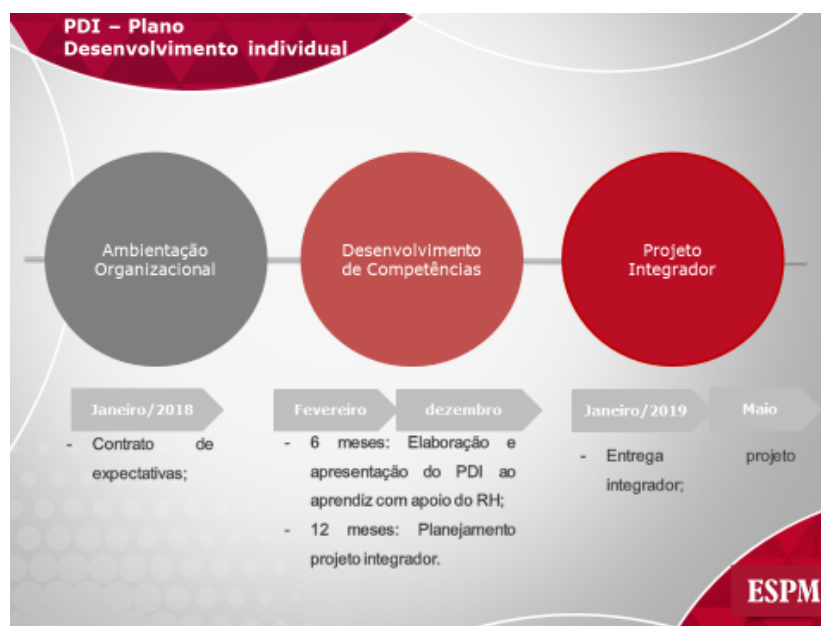 PDI – Plano
Desenvolvimento individual
Ambientação
Organizacional
Desenvolvimento
de Competências
Projeto
Integrador
Janeiro/2018
Fevereiro
dezembro
Janeiro/2019
Maio
- Contrato de
expectativas;
- 6 meses: Elaboração e
apresentação do PDI ao
aprendiz com apoio do RH;
- 12 meses: Planejamento
projeto integrador.
- Entrega projeto
integrador;
ESPM